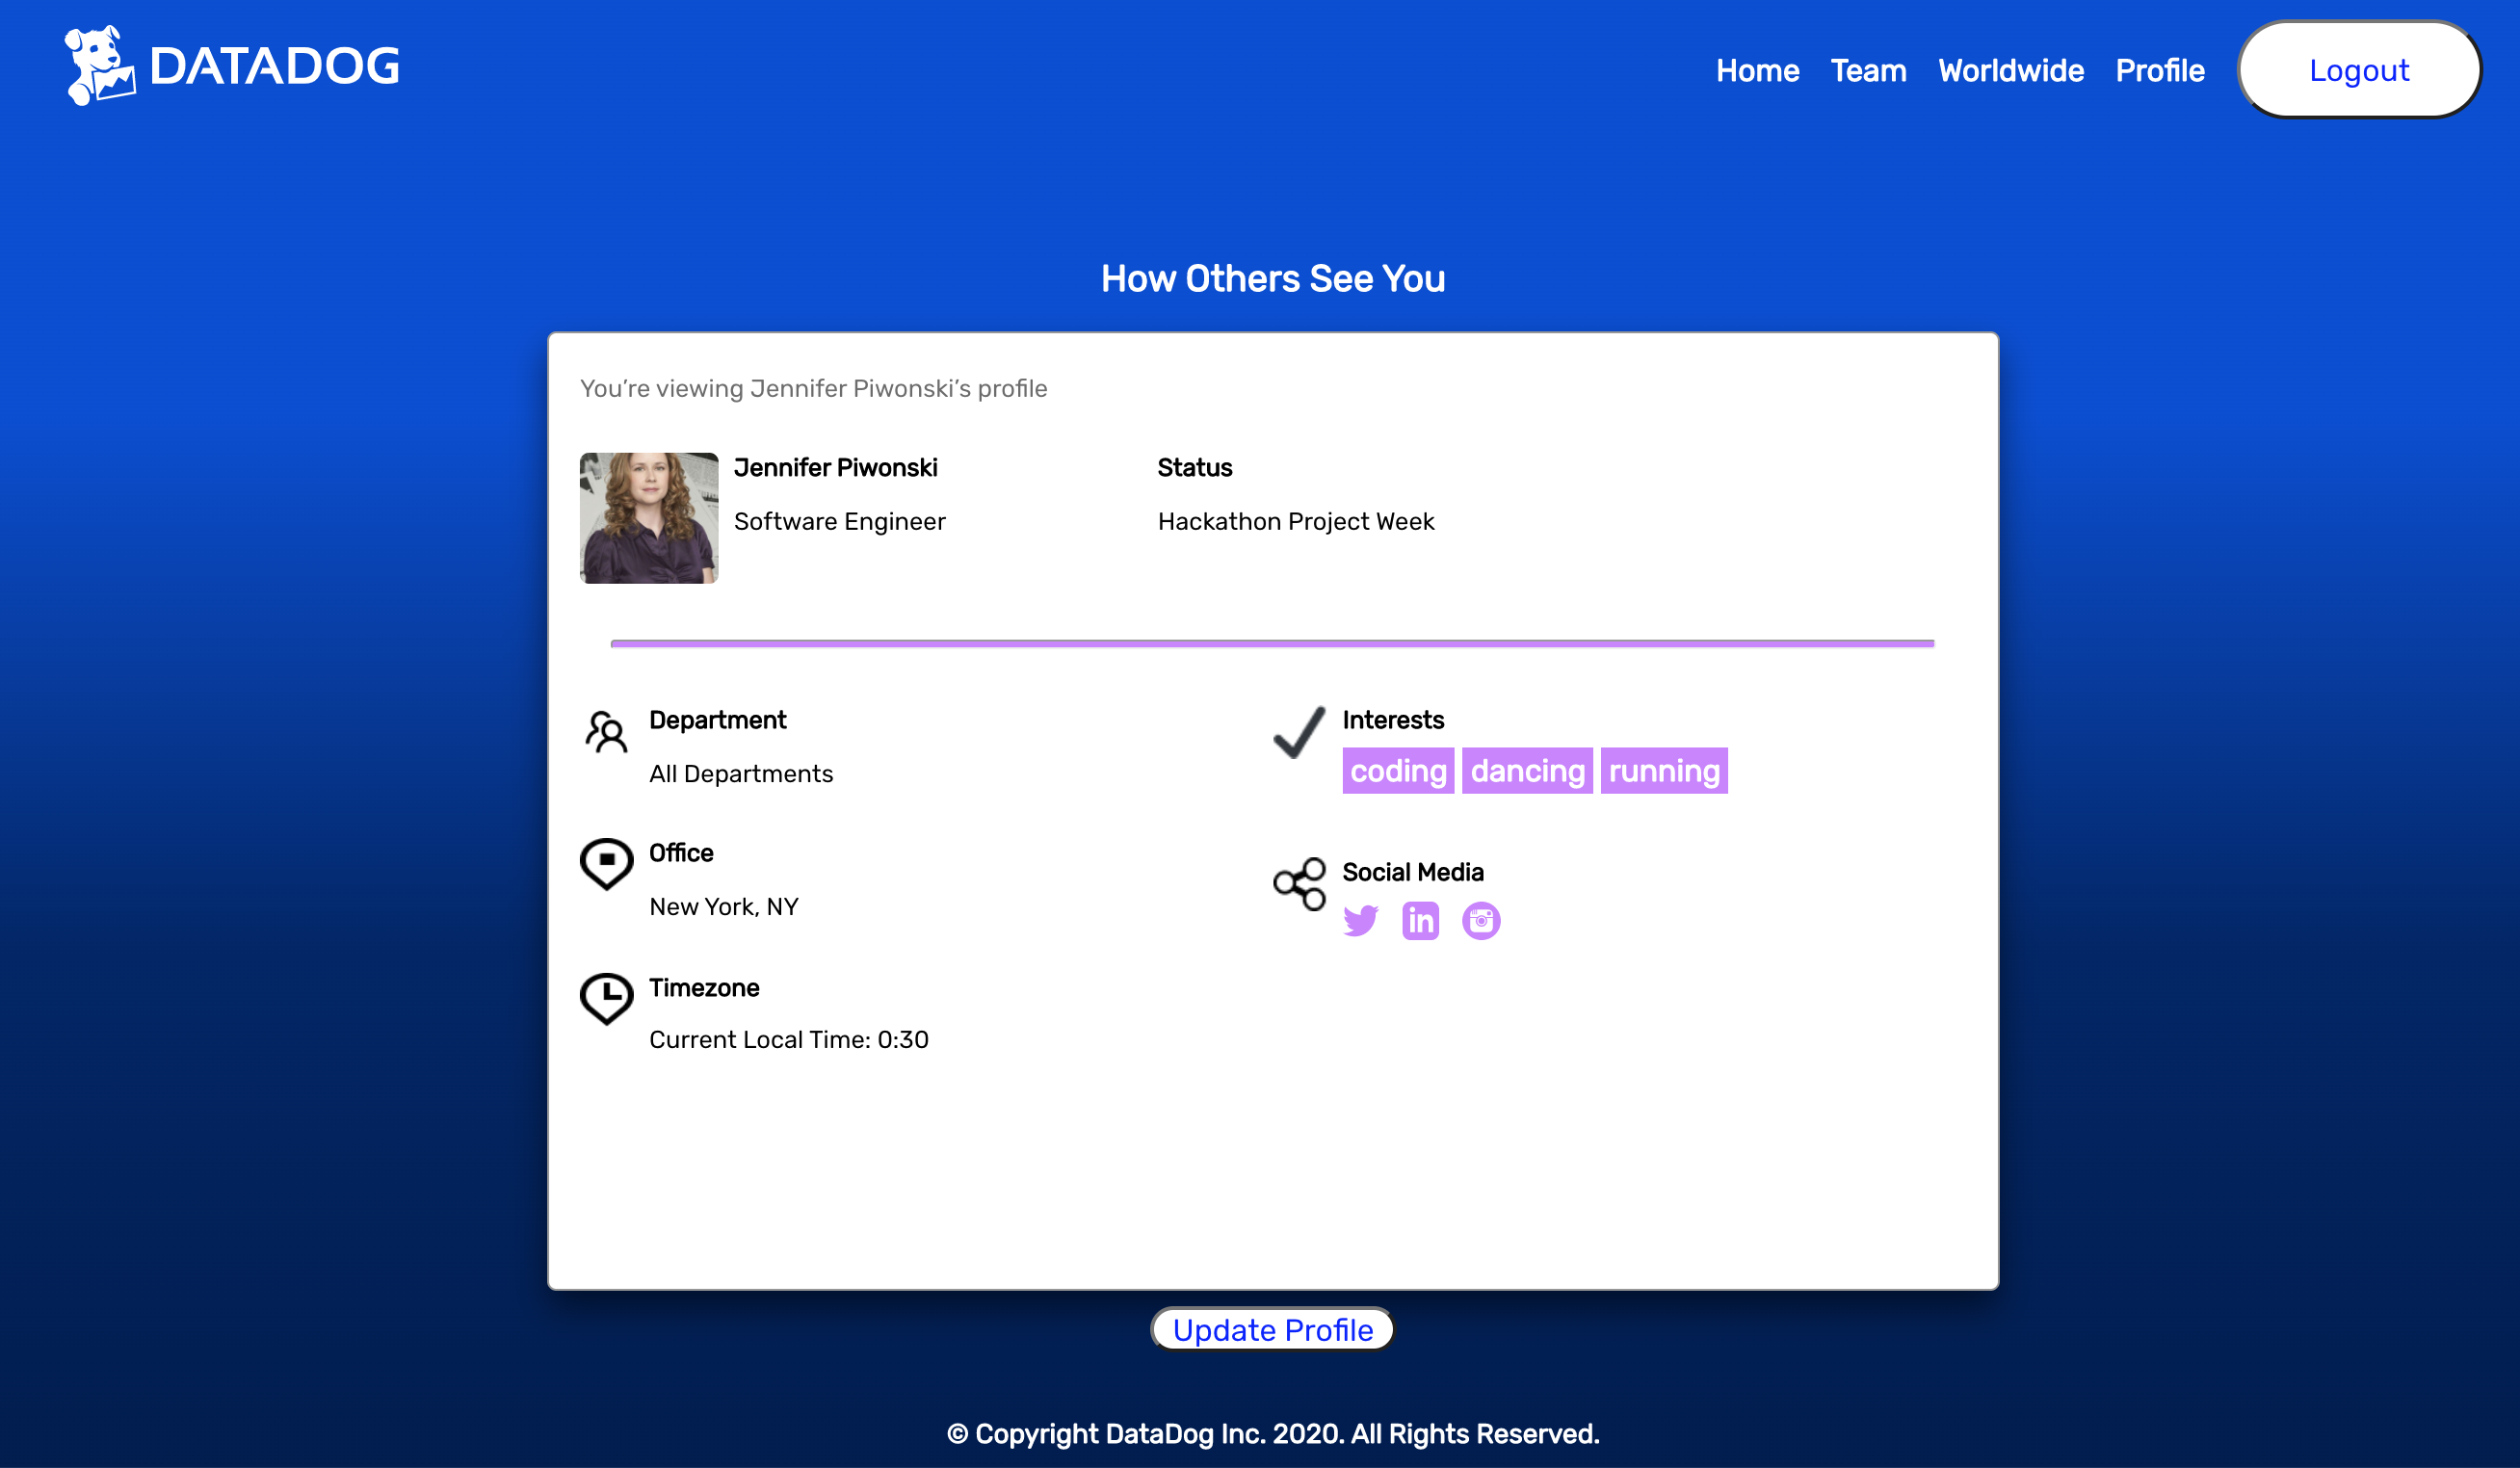 DATADOG
Home Team Worldwide Profile Logout
How Others See You
You’re viewing Jennifer Piwonski’s profile
Jennifer Piwonski
Software Engineer
Status
Hackathon Project Week
Department
All Departments
Office
New York, NY
Timezone
Current Local Time: 0:30
Interests
coding dancing running
Social Media
in
Update Profile
© Copyright DataDog Inc. 2020. All Rights Reserved.